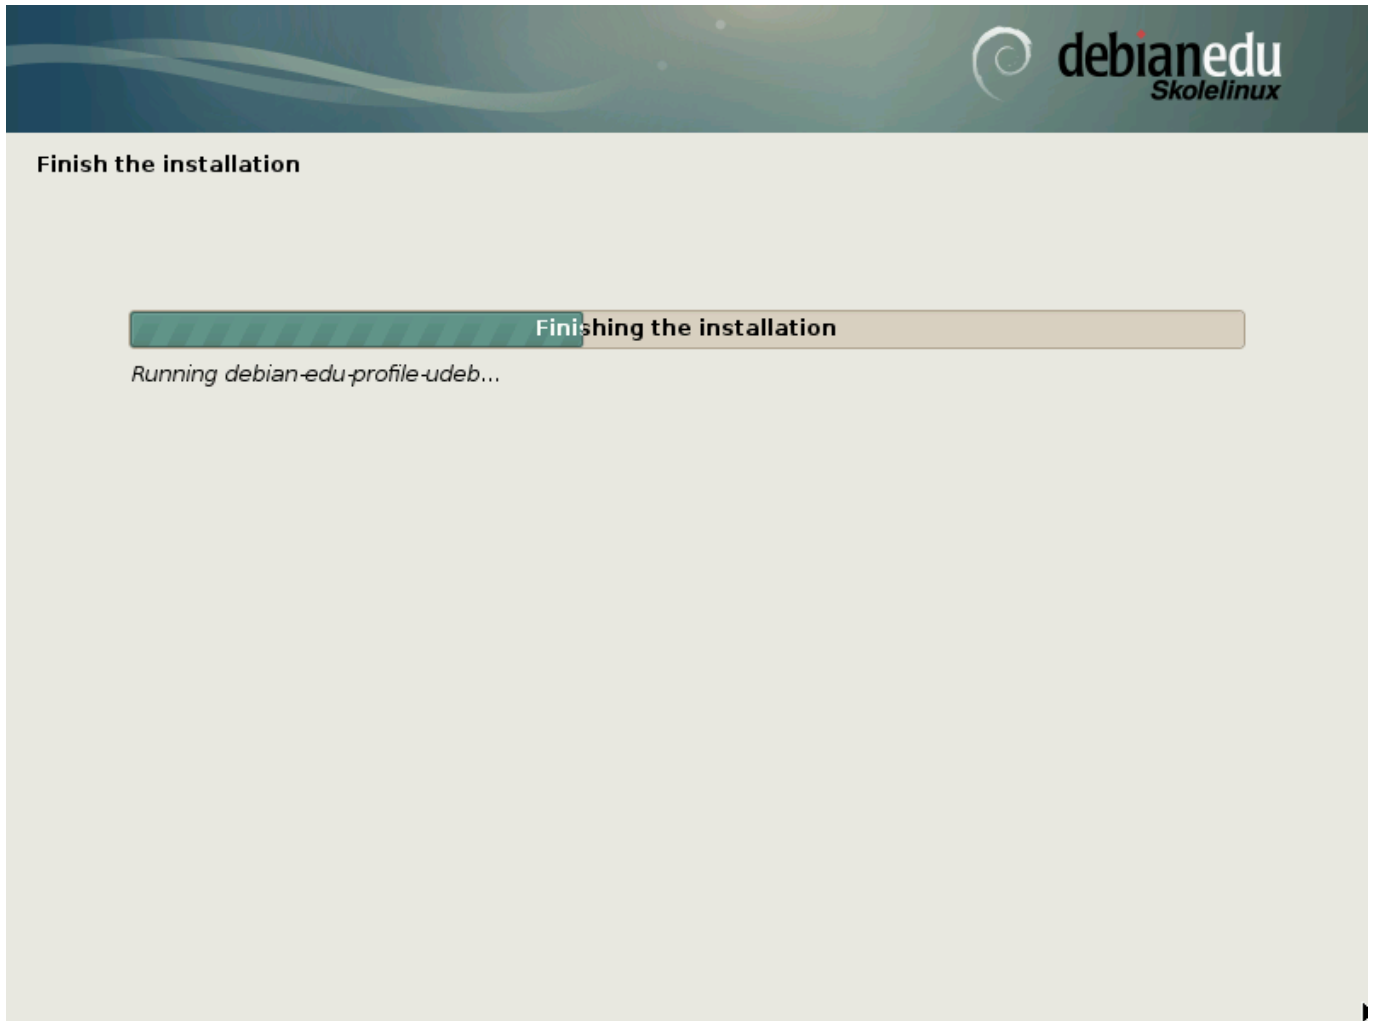 debianedu
Skolelinux
Finish the installation
Finishing the installation
Running debian-edu-profile-udeb...